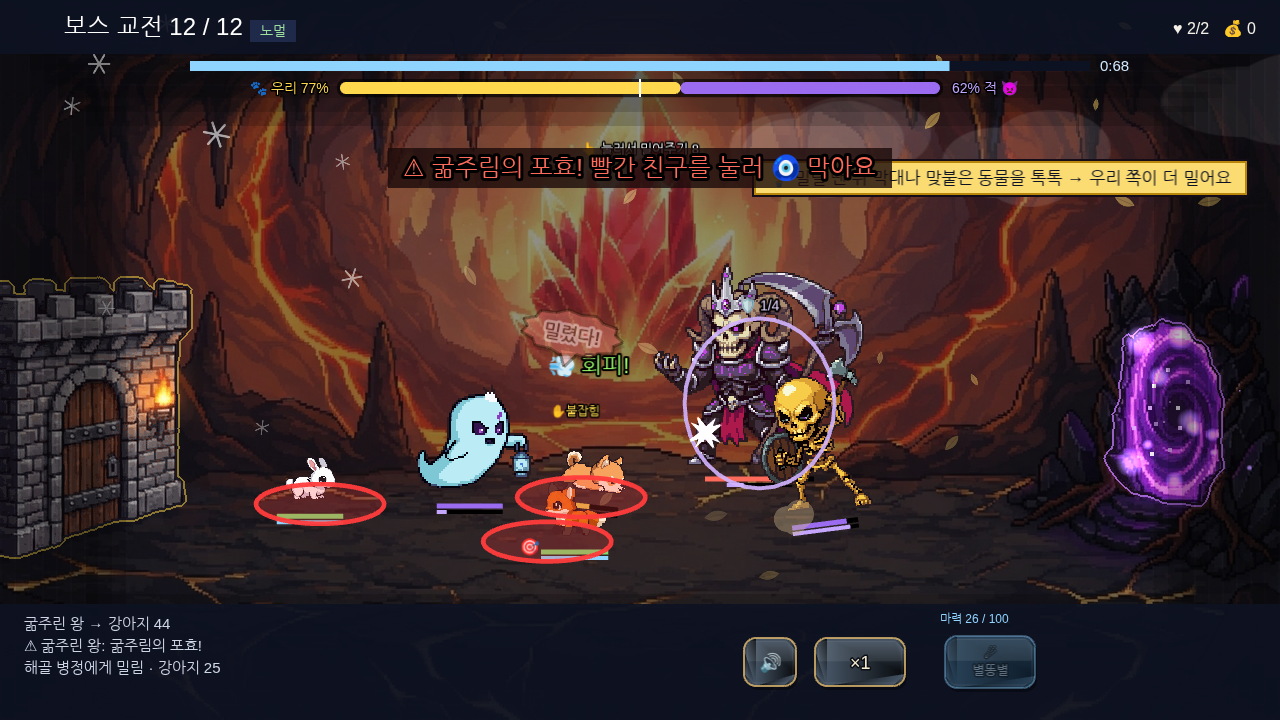 보스 교전 12 / 12
노멀
♥ 2/2
💰 0
0:68
🐾 우리 77%
62% 적 👿
⚠ 굶주림의 포효! 빨간 친구를 눌러 🧿 막아요
맞붙은 동물을 톡톡 → 우리 쪽이 더 밀어요
1/4
밀렸다!
회피!
✋붙잡힘
굶주린 왕 → 강아지 44
⚠ 굶주린 왕: 굶주림의 포효!
해골 병정에게 밀림 · 강아지 25
×1
마력 26 / 100
별똥별